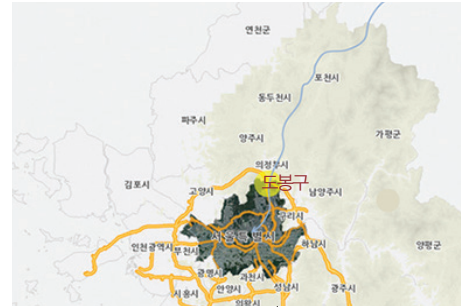 연천군
포천시
동두천시
파주시
양주시
가평군
의정부시
도봉구
김포시
고양시
남양주시
구리시
서울특별시
인천광역시
부천시
하남시
양평군
광명시
과천시
시흥시
안양시
성남시
광주시
의왕시